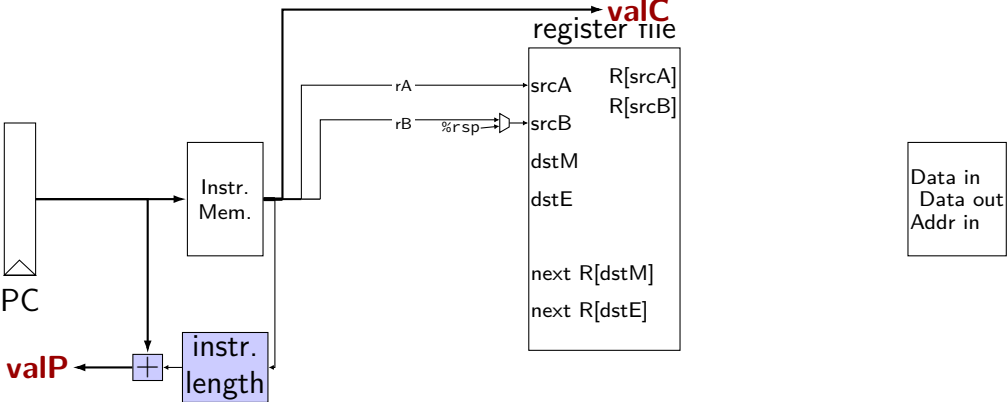 valC
register file
rA
srcA
R[srcA]
R[srcB]
rB
%rsp
srcB
dstM
dstE
Instr.
Mem.
Data in
Data out
Addr in
next R[dstM]
next R[dstE]
PC
instr.
length
+
valP